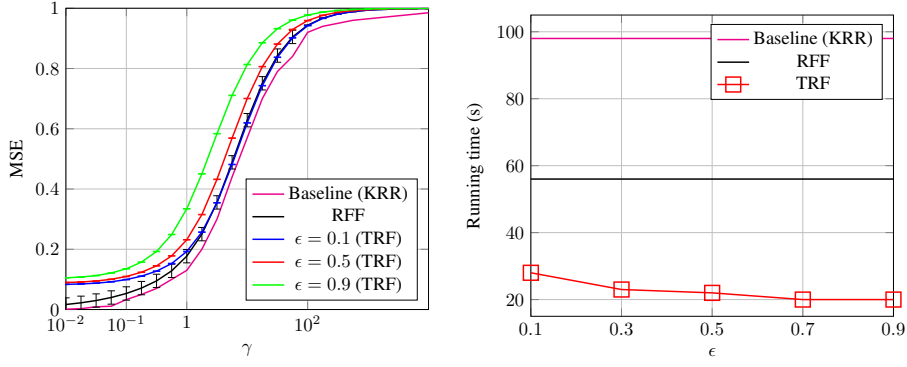 1
0.8
0.6
0.4
0.2
0
10⁻²
10⁻¹
1
10²
γ
MSE
Baseline (KRR)
RFF
ϵ = 0.1 (TRF)
ϵ = 0.5 (TRF)
ϵ = 0.9 (TRF)
100
80
60
40
20
0.1
0.3
0.5
0.7
0.9
ϵ
Running time (s)
Baseline (KRR)
RFF
TRF